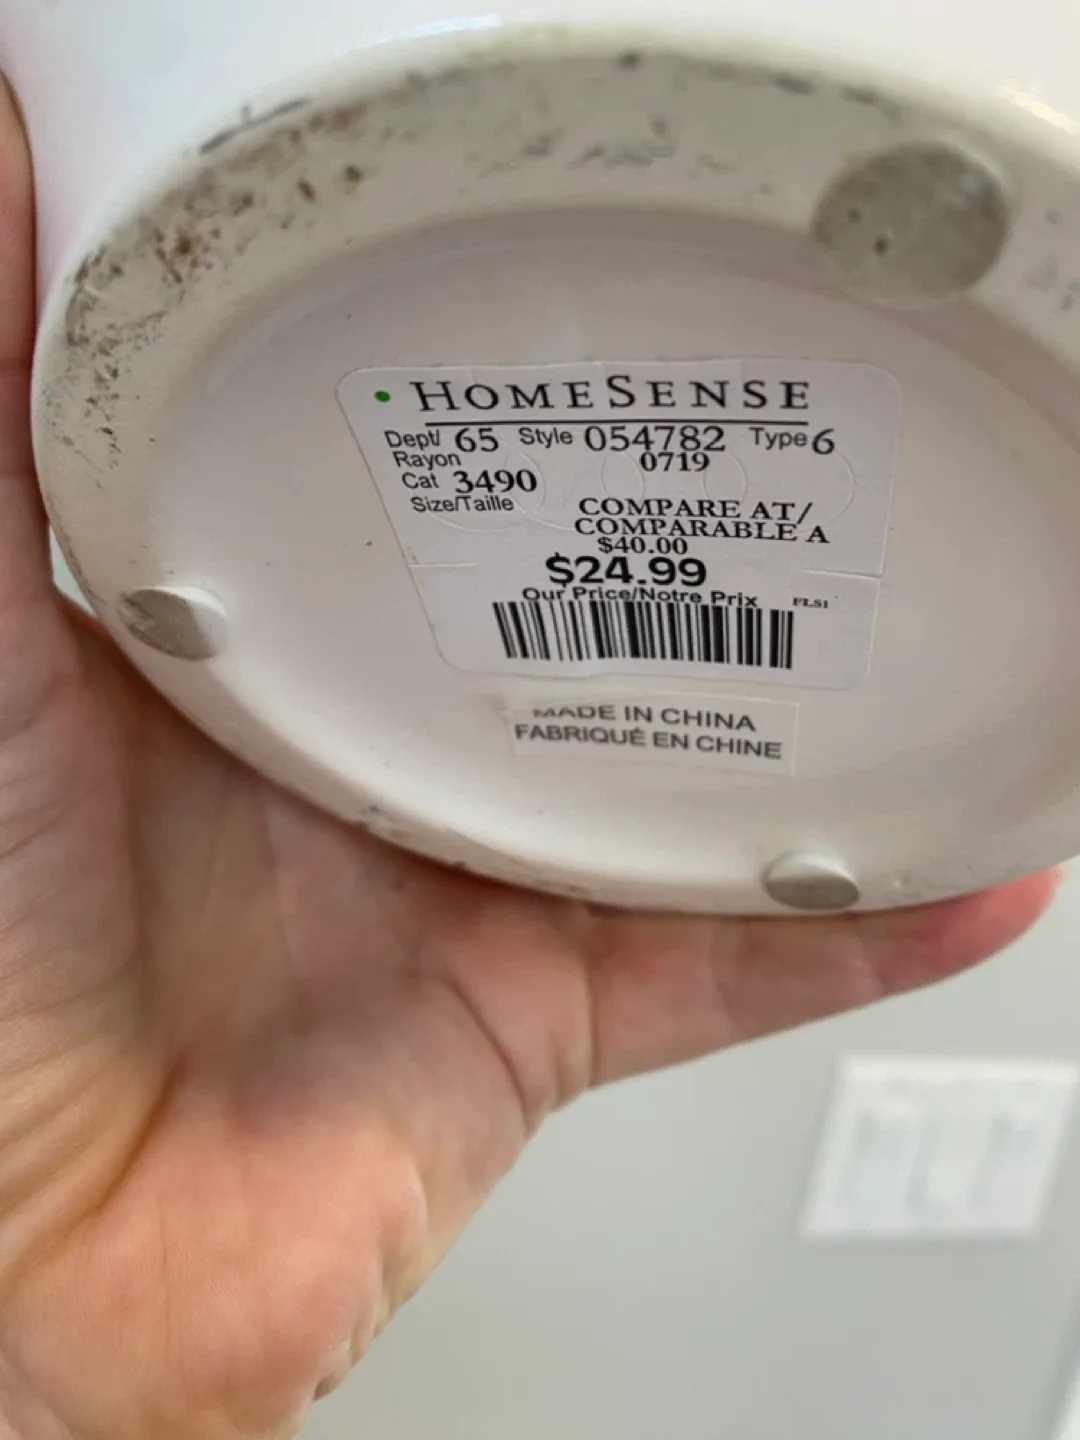 HOMESENSE
Dept/ 65 Style 054782 Type 6
Rayon 0719
Cat 3490
Size/Taille
COMPARE AT/
COMPARABLE A
$40.00
$24.99
Our Price/Notre Prix FLS1
MADE IN CHINA
FABRIQUÉ EN CHINE